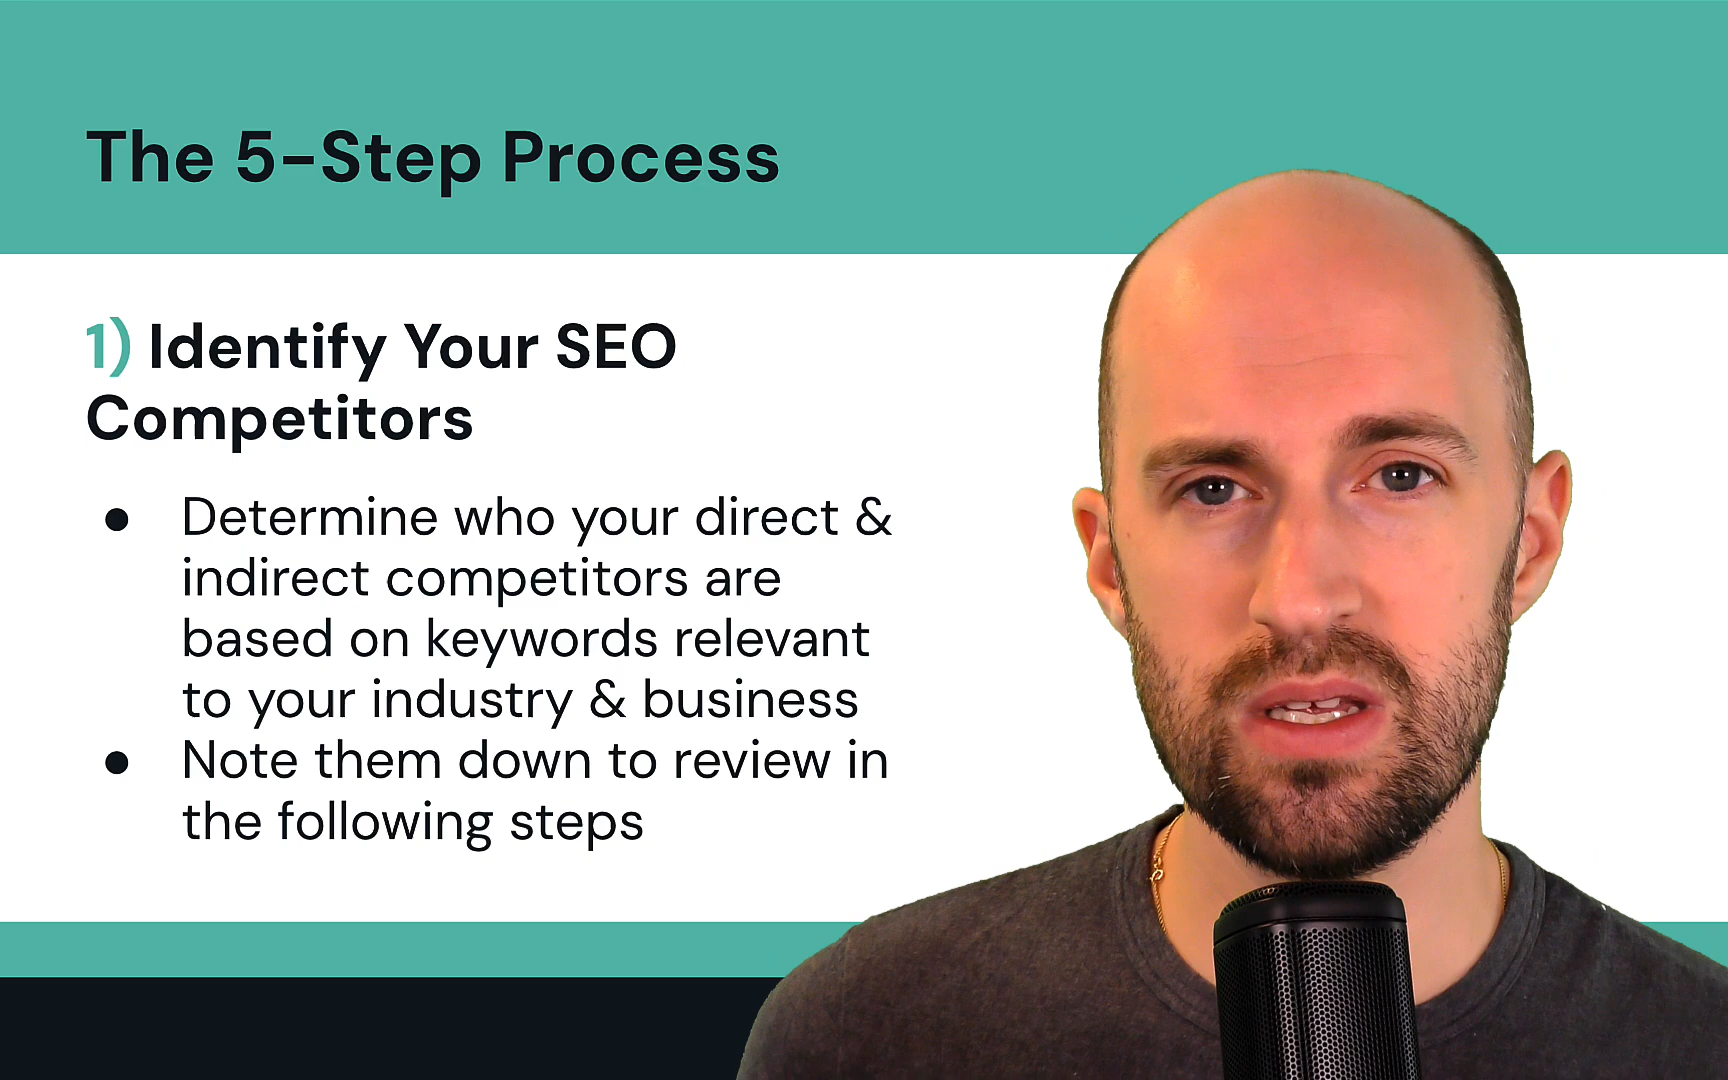 The 5-Step Process
1) Identify Your SEO
Competitors
● Determine who your direct &
indirect competitors are
based on keywords relevant
to your industry & business
● Note them down to review in
the following steps